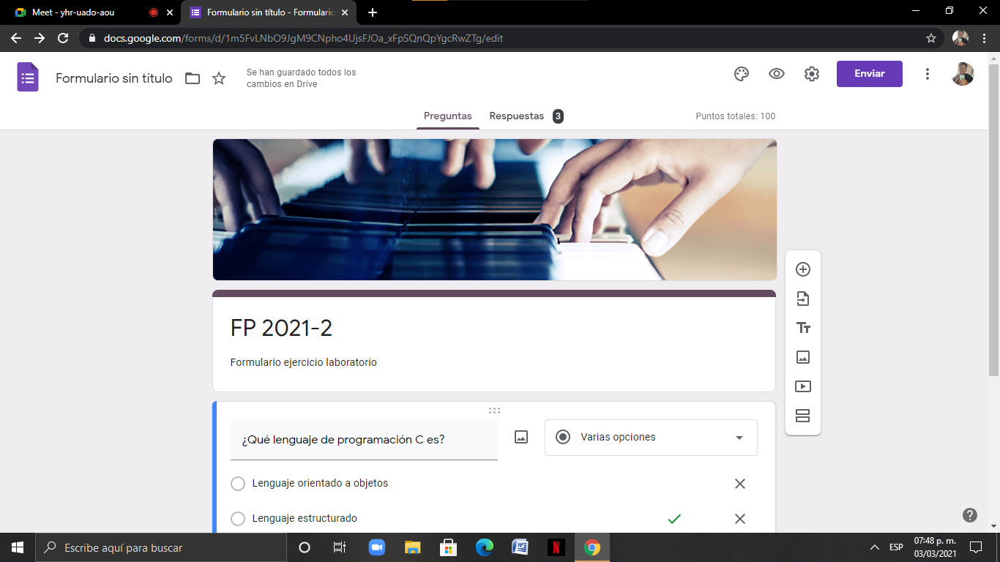 Meet - yhr-uado-aou
Formulario sin título - Formulario
docs.google.com/forms/d/1m5FvLNbO9JgM9CNpho4UjsFJOa_xFpSQnQpYgcRwZTg/edit
Formulario sin título
Se han guardado todos los
cambios en Drive
Enviar
Preguntas
Respuestas 3
Puntos totales: 100
FP 2021-2
Formulario ejercicio laboratorio
¿Qué lenguaje de programación C es?
Varias opciones
Lenguaje orientado a objetos
Lenguaje estructurado
Escribe aquí para buscar
ESP
07:48 p. m.
03/03/2021